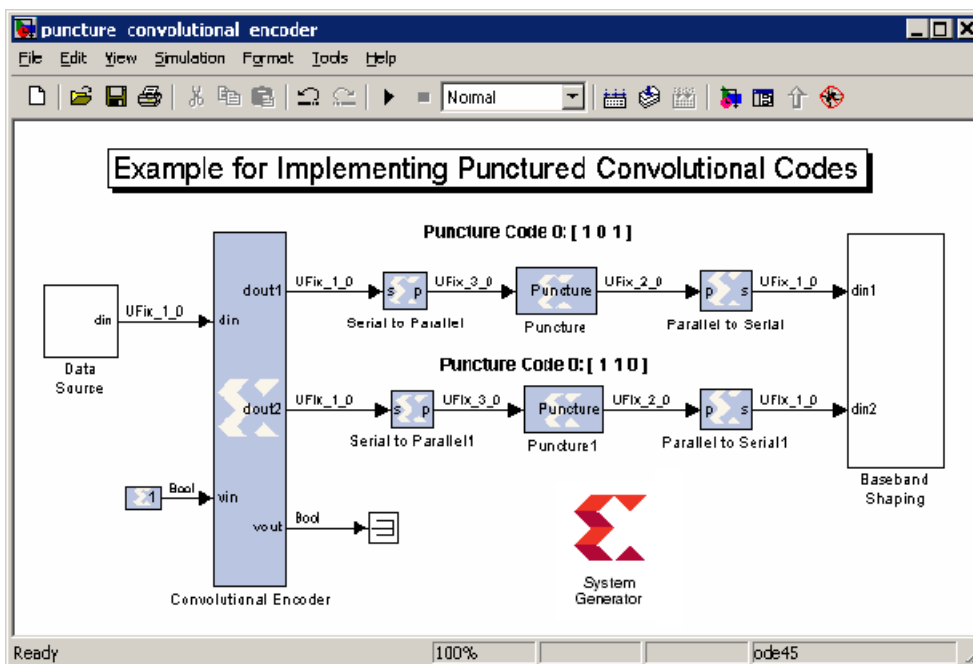 puncture convolutional encoder
File Edit View Simulation Format Tools Help
Normal
Example for Implementing Punctured Convolutional Codes
Puncture Code 0: [ 1 0 1 ]
din
Data
Source
UFix_1_0
din
dout1
UFix_1_0
s p
Serial to Parallel
UFix_3_0
Puncture
Puncture
UFix_2_0
p s
Parallel to Serial
UFix_1_0
din1
Puncture Code 0: [ 1 1 0 ]
dout2
UFix_1_0
s p
Serial to Parallel1
UFix_3_0
Puncture
Puncture1
UFix_2_0
p s
Parallel to Serial1
UFix_1_0
din2
Baseband
Shaping
1
Bool
vin
vout
Bool
Convolutional Encoder
System
Generator
Ready 100% ode45